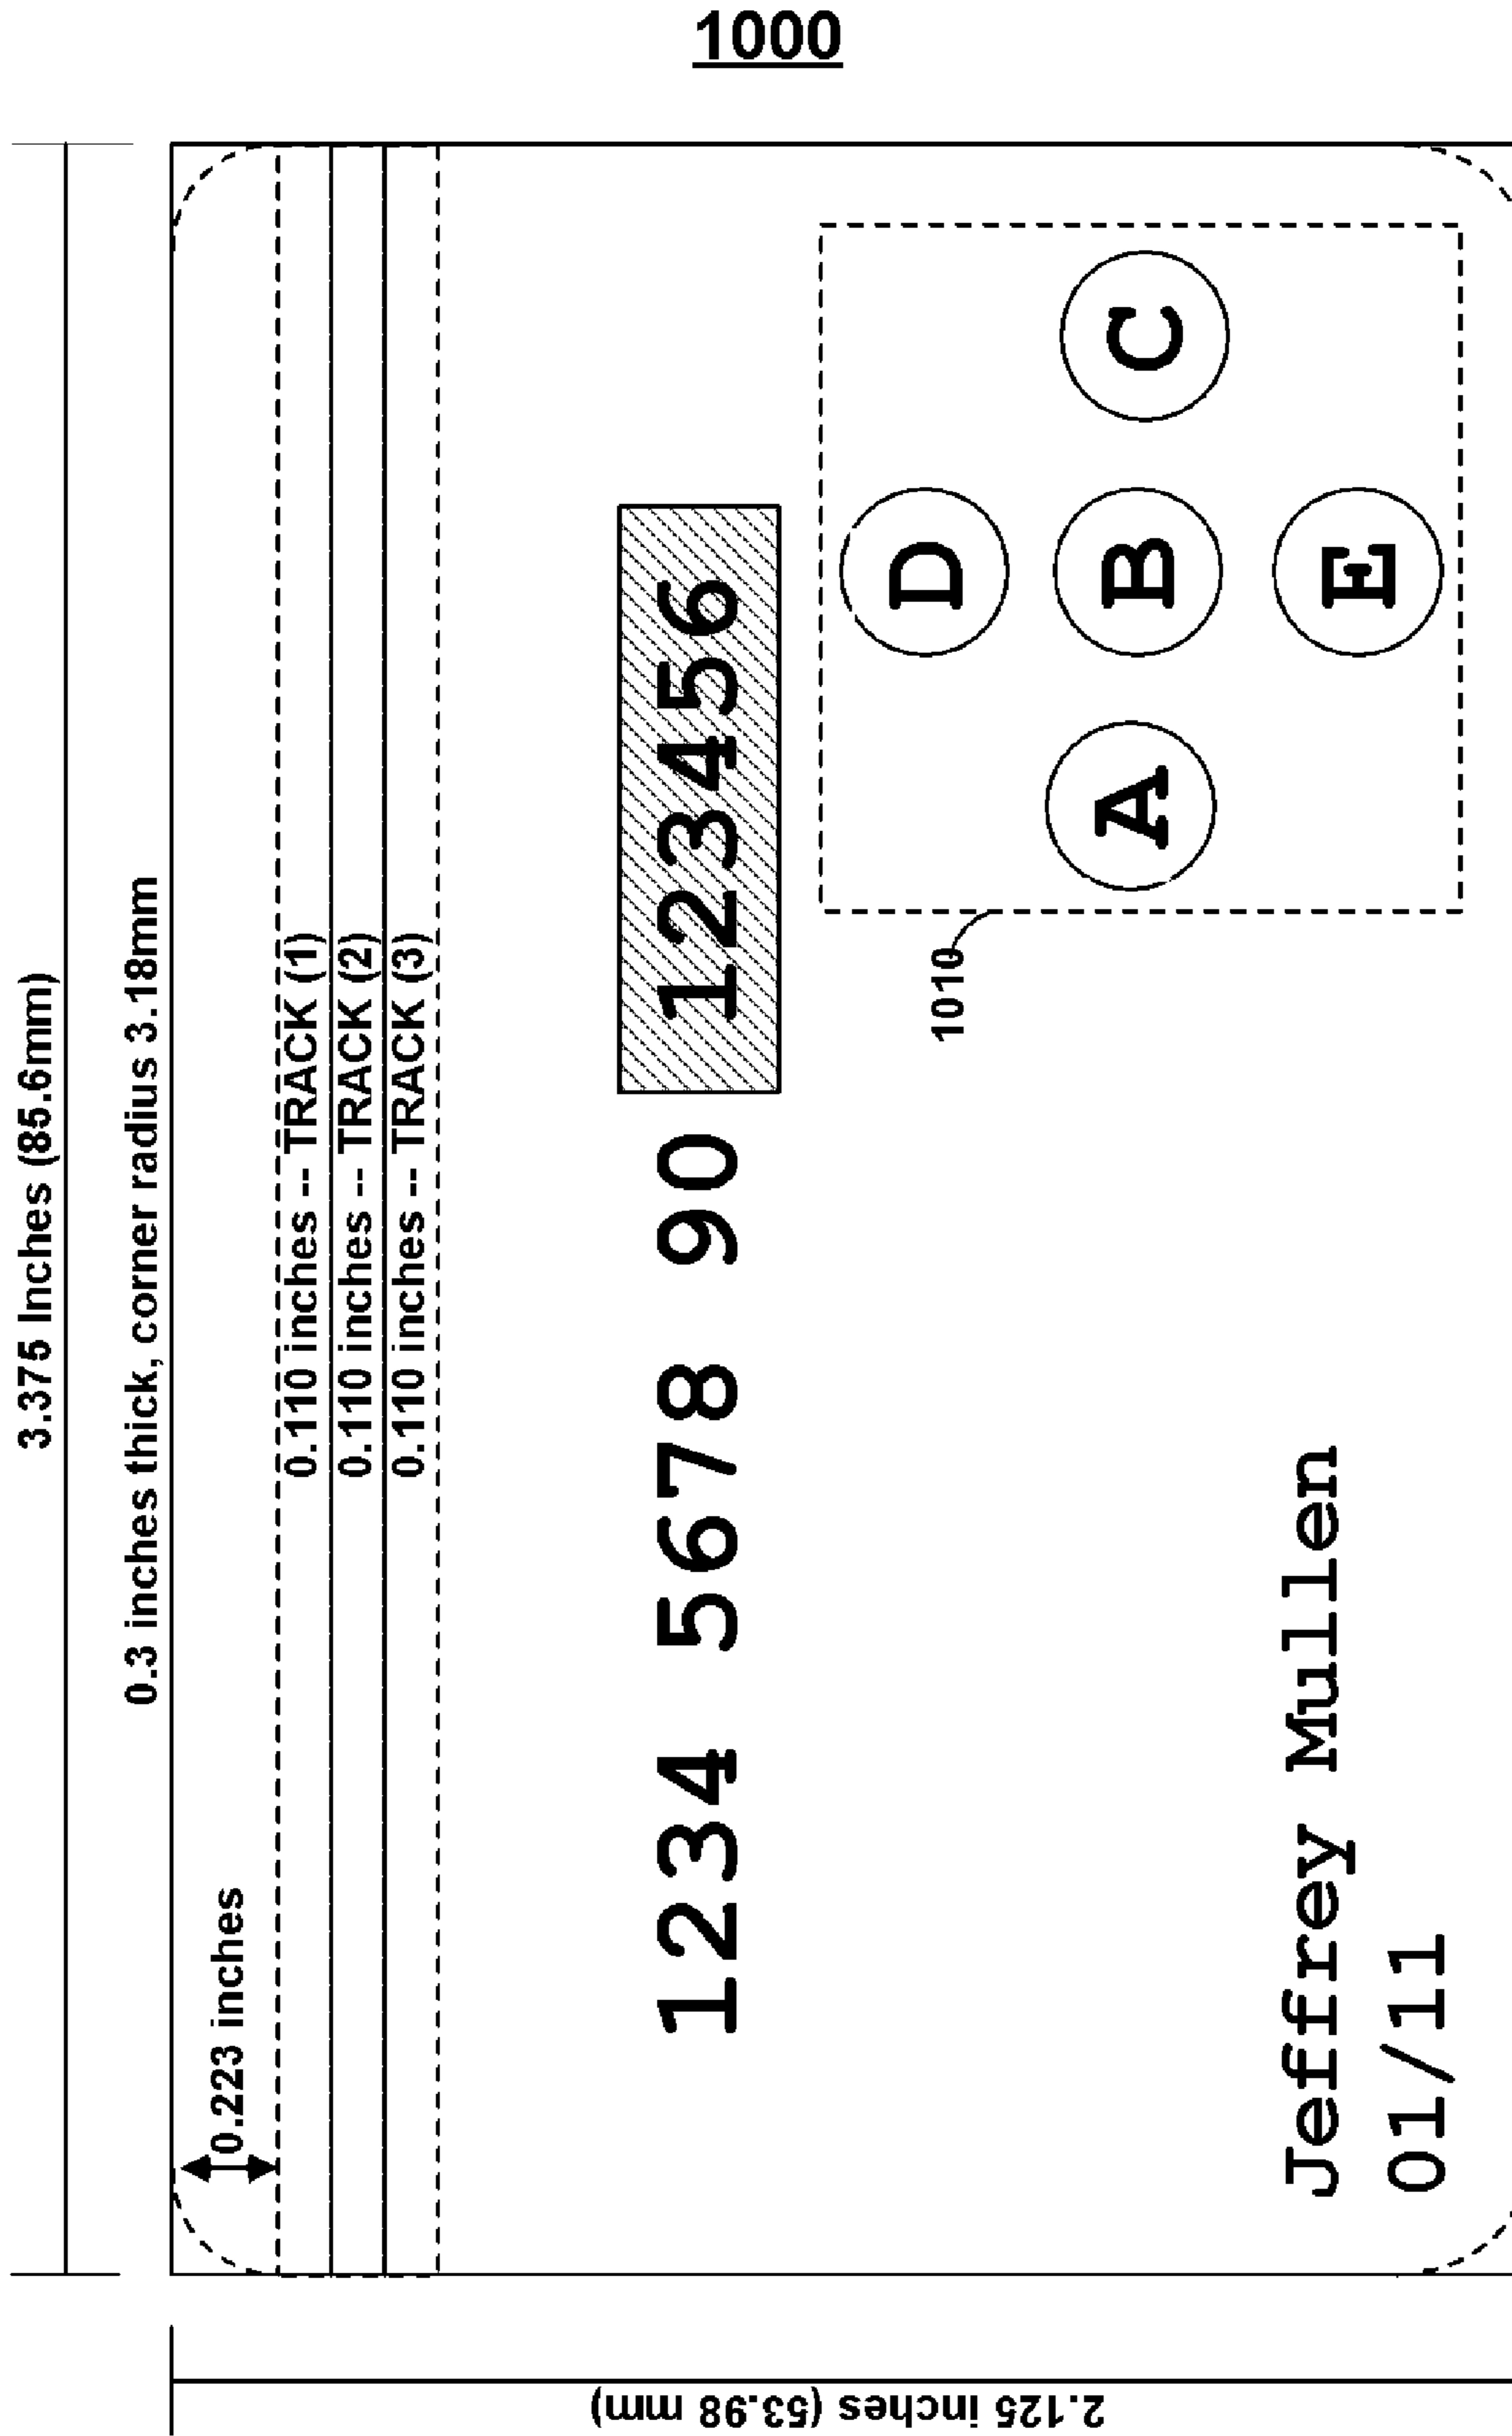 1000
3.375 Inches (85.6mm)
0.3 inches thick, corner radius 3.18mm
0.223 inches
0.110 inches -- TRACK (1)
0.110 inches -- TRACK (2)
0.110 inches -- TRACK (3)
2.125 inches (53.98 mm)
1234 5678 90 123456
1010
D
A B C
E
Jeffrey Mullen
01/11